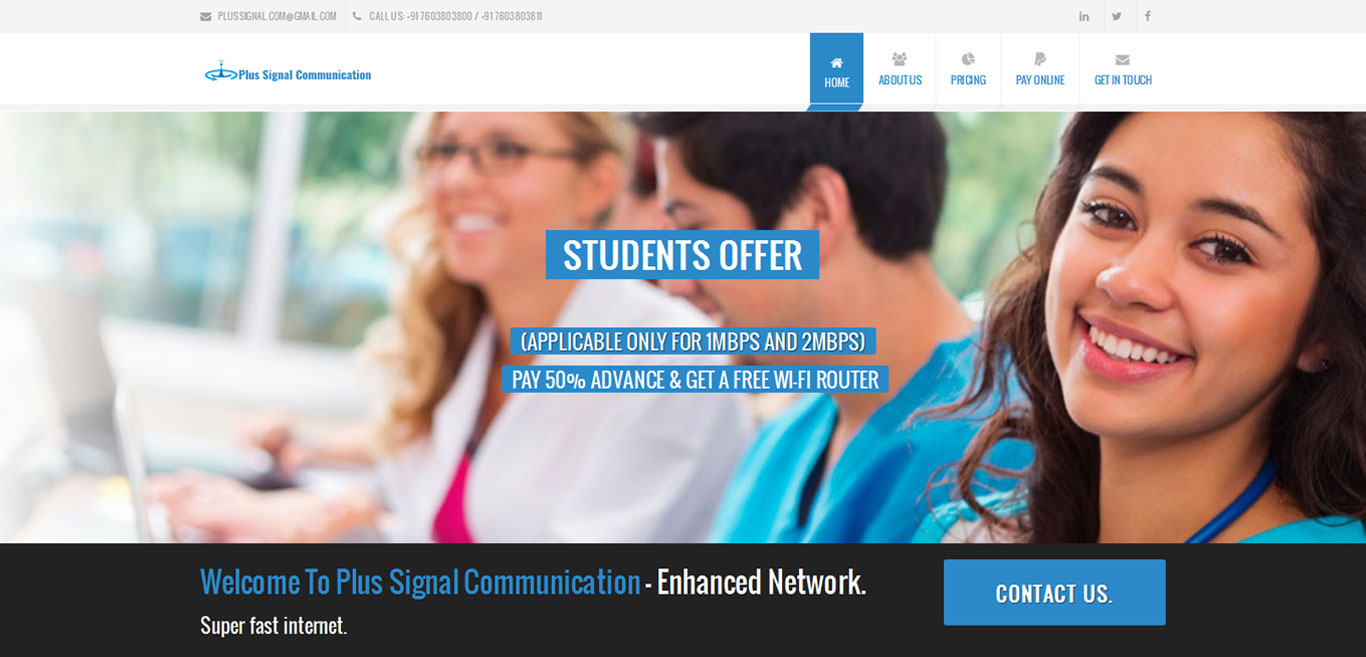 PLUSSIGNAL.COM@GMAIL.COM CALL US: +917603803800 / +917603803811
Plus Signal Communication
HOME ABOUT US PRICING PAY ONLINE GET IN TOUCH
STUDENTS OFFER
(APPLICABLE ONLY FOR 1MBPS AND 2MBPS)
PAY 50% ADVANCE & GET A FREE WI-FI ROUTER
Welcome To Plus Signal Communication - Enhanced Network.
Super fast internet.
CONTACT US.